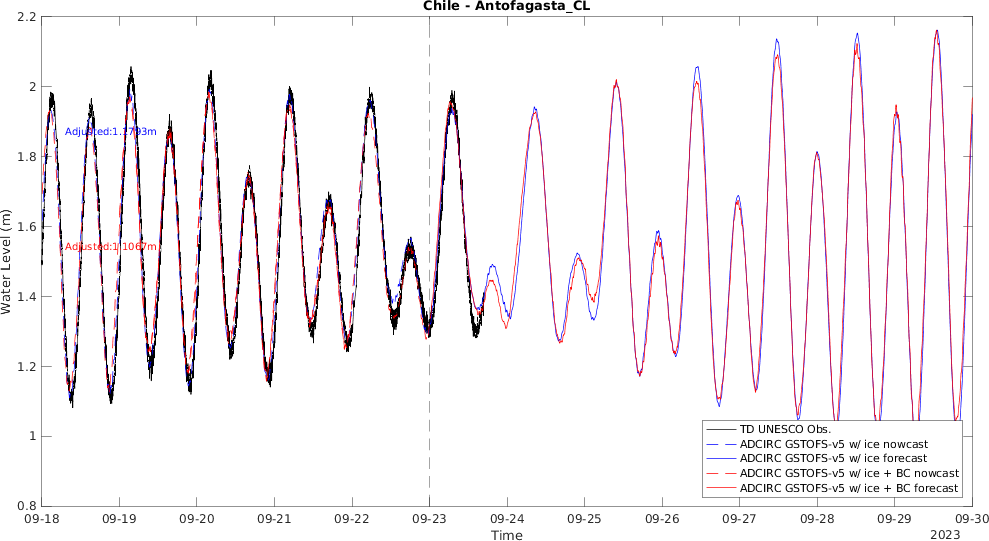 Chile - Antofagasta_CL
2.2
2
1.8
1.6
1.4
1.2
1
0.8
Water Level (m)
Adjusted:1.1793m
Adjusted:1.1067m
TD UNESCO Obs.
ADCIRC GSTOFS-v5 w/ ice nowcast
ADCIRC GSTOFS-v5 w/ ice forecast
ADCIRC GSTOFS-v5 w/ ice + BC nowcast
ADCIRC GSTOFS-v5 w/ ice + BC forecast
09-18 09-19 09-20 09-21 09-22 09-23 09-24 09-25 09-26 09-27 09-28 09-29 09-30
Time
2023